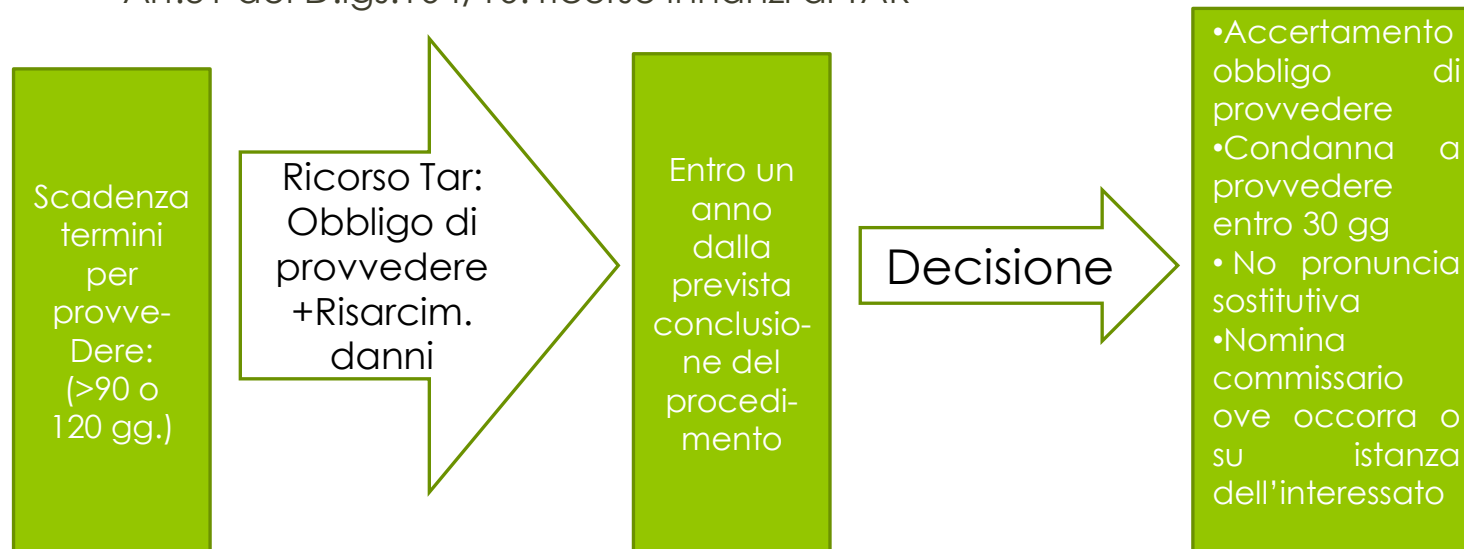 Scadenza
termini
per
provve-
Dere:
(>90 o
120 gg.)
Ricorso Tar:
Obbligo di
provvedere
+Risarcim.
danni
Entro un
anno
dalla
prevista
conclusio-
ne del
procedi-
mento
Decisione
•Accertamento
obbligo di
provvedere
•Condanna a
provvedere
entro 30 gg
• No pronuncia
sostitutiva
•Nomina
commissario
ove occorra o
su istanza
dell'interessato